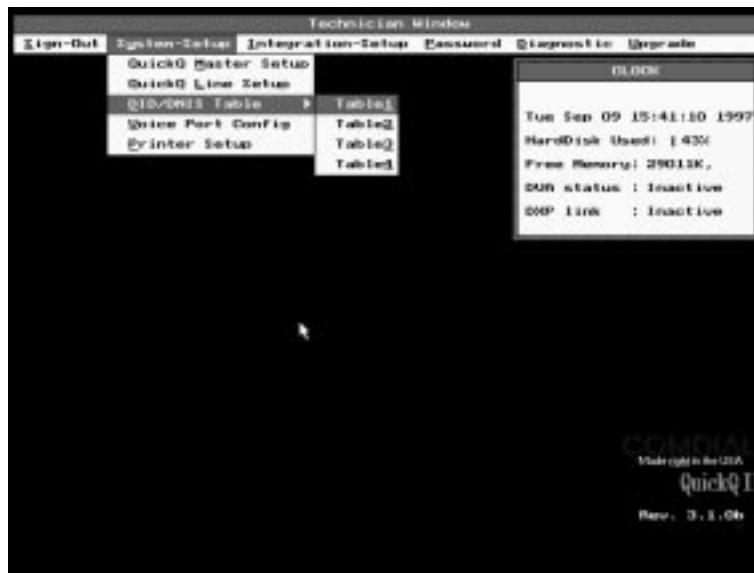 Technician Window
Sign-Out System-Setup Integration-Setup Password Diagnostic Upgrade
QuickQ Master Setup
QuickQ Line Setup
QID/DNIS Table
Voice Port Config
Printer Setup
Table1
Table2
Table3
Table4
CLOCK
Tue Sep 09 15:41:10 1997
HardDisk Used: 43%
Free Memory: 29011K,
DVA status : Inactive
DMP link : Inactive
COMDIAL
Made right in the USA
QuickQ II
Rev. 3.1.0b